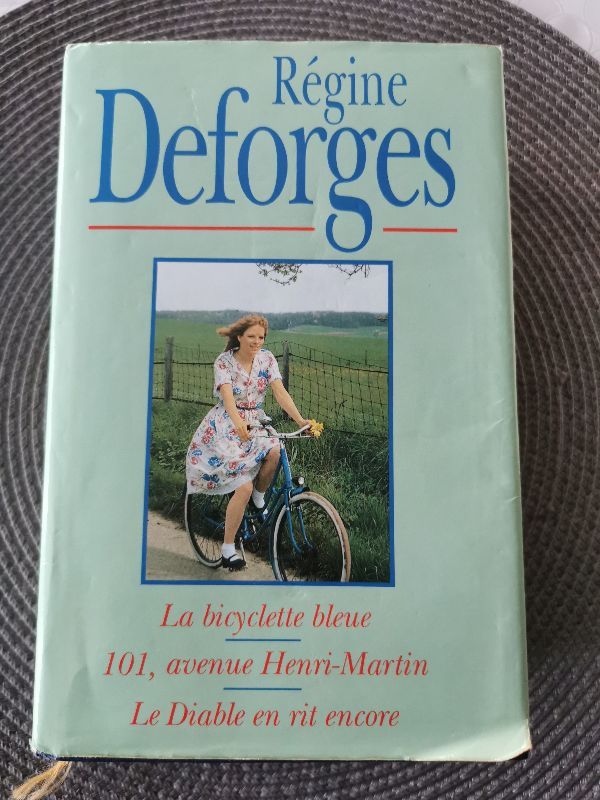 Régine
Deforges
La bicyclette bleue
101, avenue Henri-Martin
Le Diable en rit encore